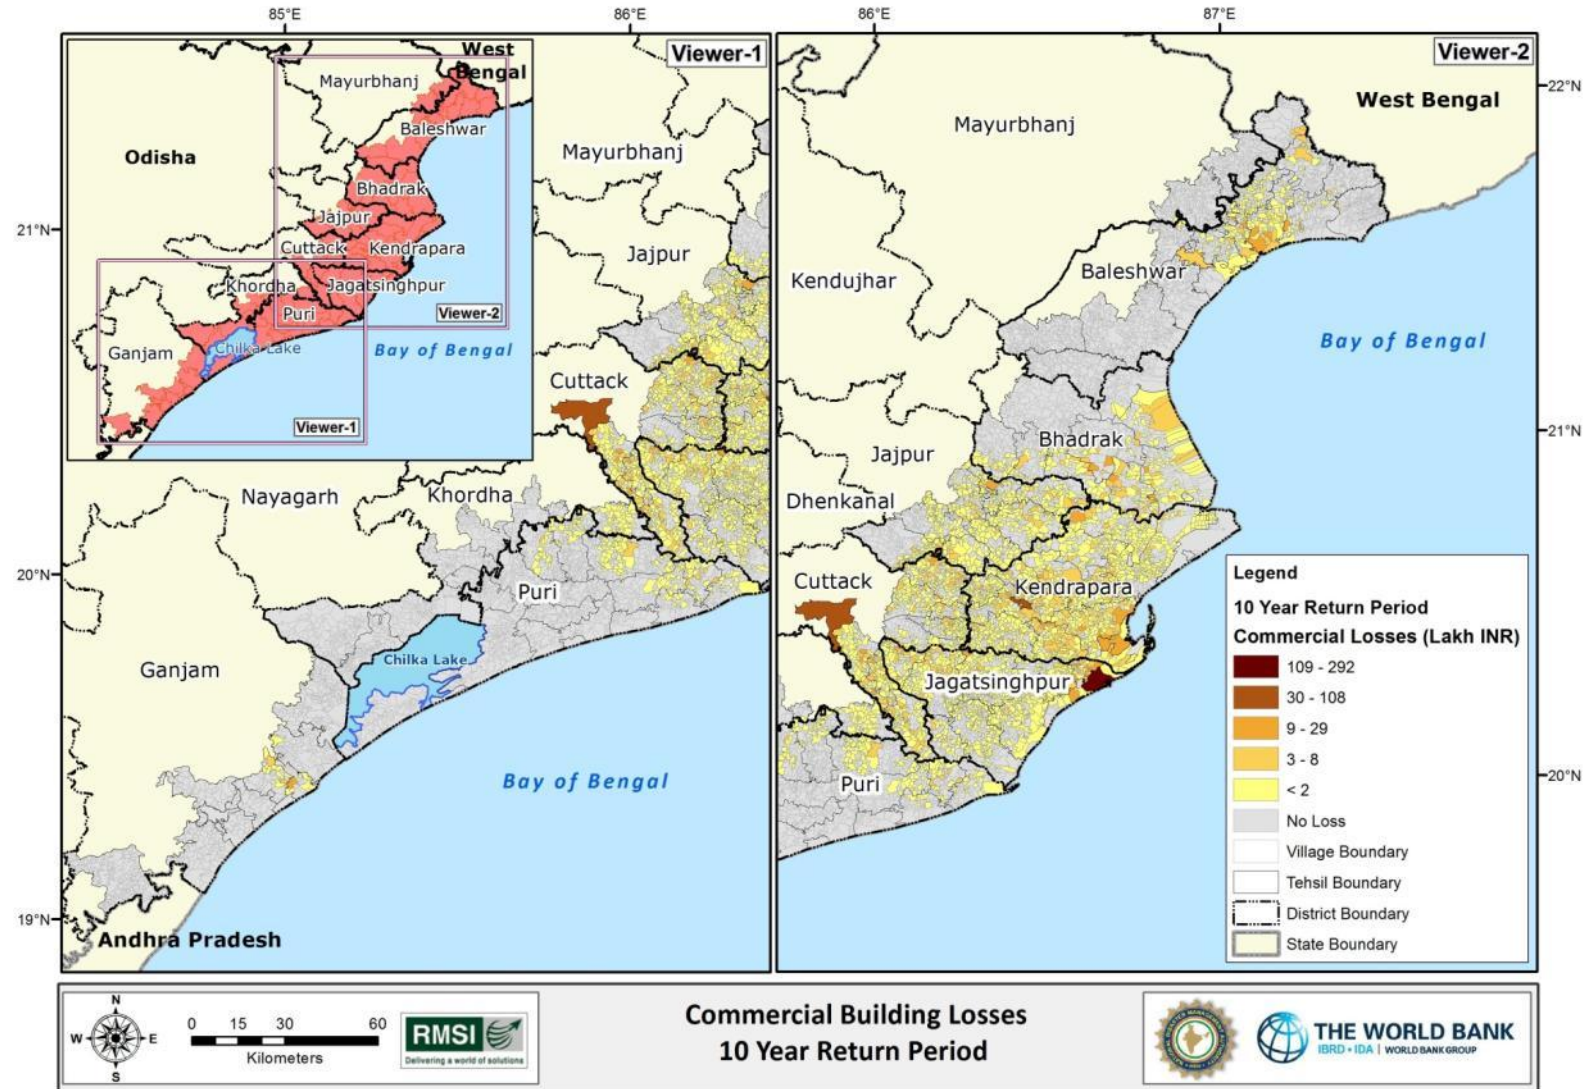 85°E
86°E
86°E
87°E
22°N
21°N
20°N
19°N
21°N
20°N
West
Bengal
Mayurbhanj
Baleshwar
Odisha
Bhadrak
Jajpur
Cuttack
Kendrapara
Khordha
Jagatsinghpur
Puri
Viewer-2
Ganjam
Chilka Lake
Bay of Bengal
Viewer-1
Viewer-1
Mayurbhanj
Jajpur
Cuttack
Nayagarh
Khordha
Puri
Chilka Lake
Ganjam
Bay of Bengal
Andhra Pradesh
Viewer-2
West Bengal
Mayurbhanj
Baleshwar
Kendujhar
Bay of Bengal
Bhadrak
Jajpur
Dhenkanal
Cuttack
Kendrapara
Jagatsinghpur
Puri
Legend
10 Year Return Period
Commercial Losses (Lakh INR)
109 - 292
30 - 108
9 - 29
3 - 8
< 2
No Loss
Village Boundary
Tehsil Boundary
District Boundary
State Boundary
N
W E
S
0 15 30 60
Kilometers
RMSI
Delivering a world of solutions
Commercial Building Losses
10 Year Return Period
THE WORLD BANK
IBRD • IDA | WORLD BANK GROUP